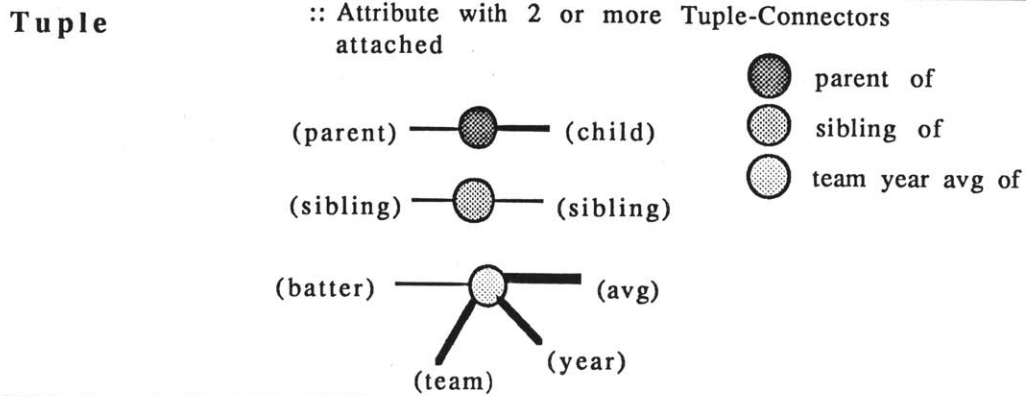 Tuple
:: Attribute with 2 or more Tuple-Connectors
attached
parent of
(parent) (child)
sibling of
(sibling) (sibling)
team year avg of
(batter) (avg)
(year)
(team)